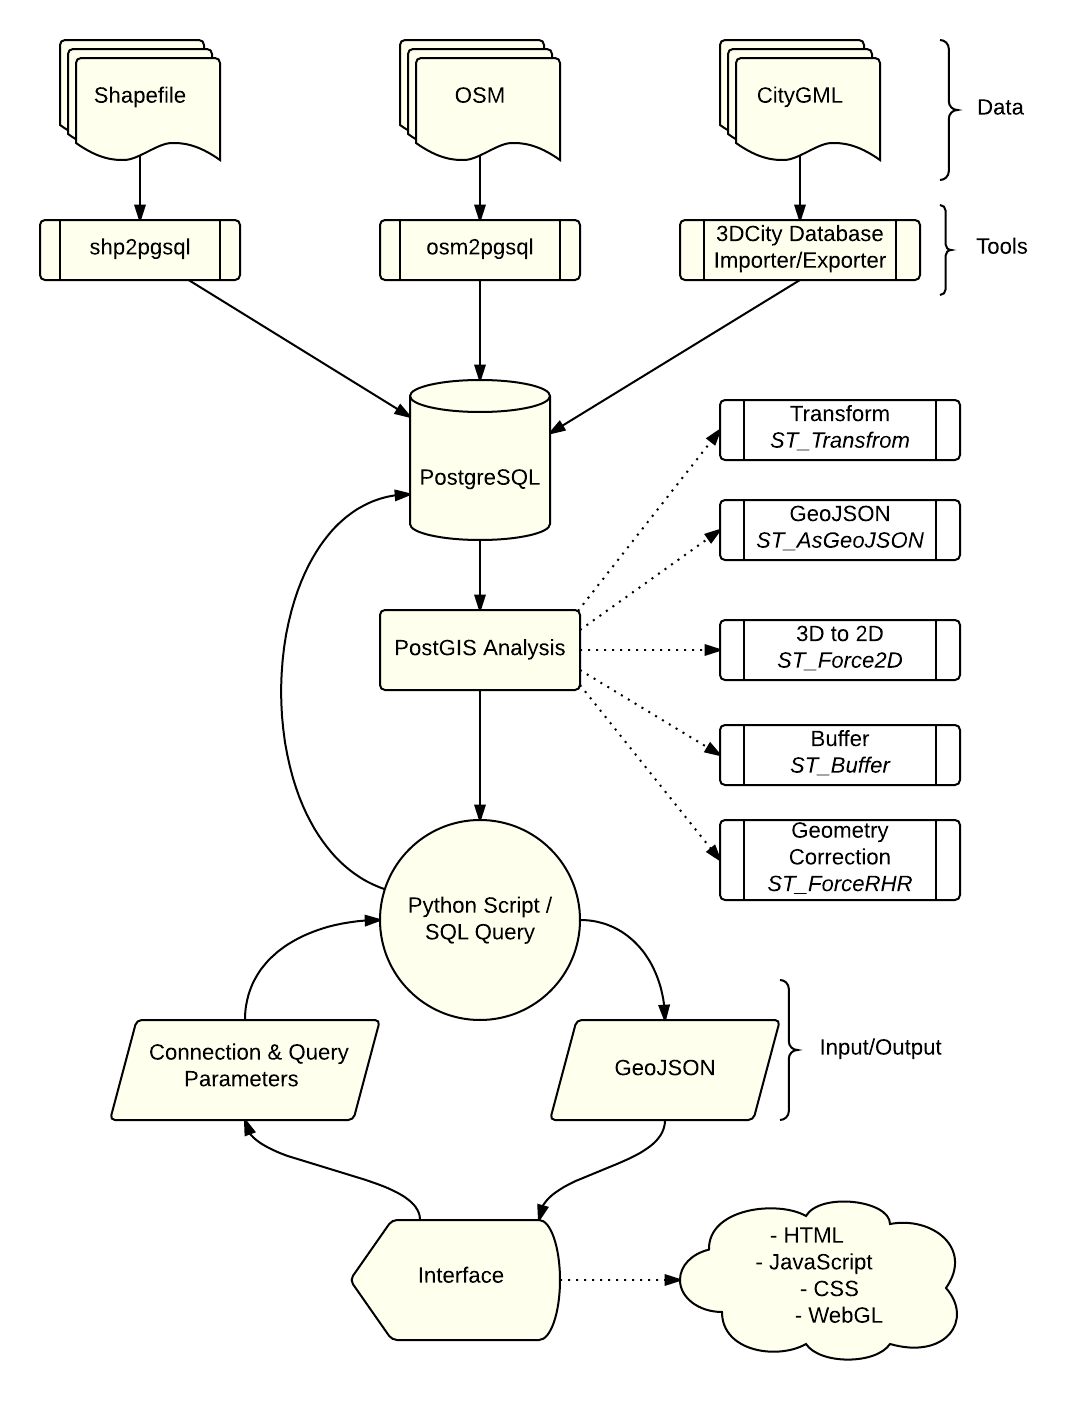 Shapefile
OSM
CityGML
Data
shp2pgsql
osm2pgsql
3DCity Database
Importer/Exporter
Tools
PostgreSQL
Transform
ST_Transfrom
GeoJSON
ST_AsGeoJSON
PostGIS Analysis
3D to 2D
ST_Force2D
Buffer
ST_Buffer
Geometry
Correction
ST_ForceRHR
Python Script /
SQL Query
Connection & Query
Parameters
GeoJSON
Input/Output
Interface
- HTML
- JavaScript
- CSS
- WebGL